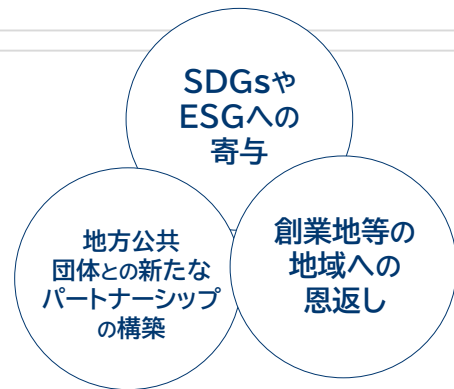 SDGsや
ESGへの
寄与
地方公共
団体との新たな
パートナーシップ
の構築
創業地等の
地域への
恩返し